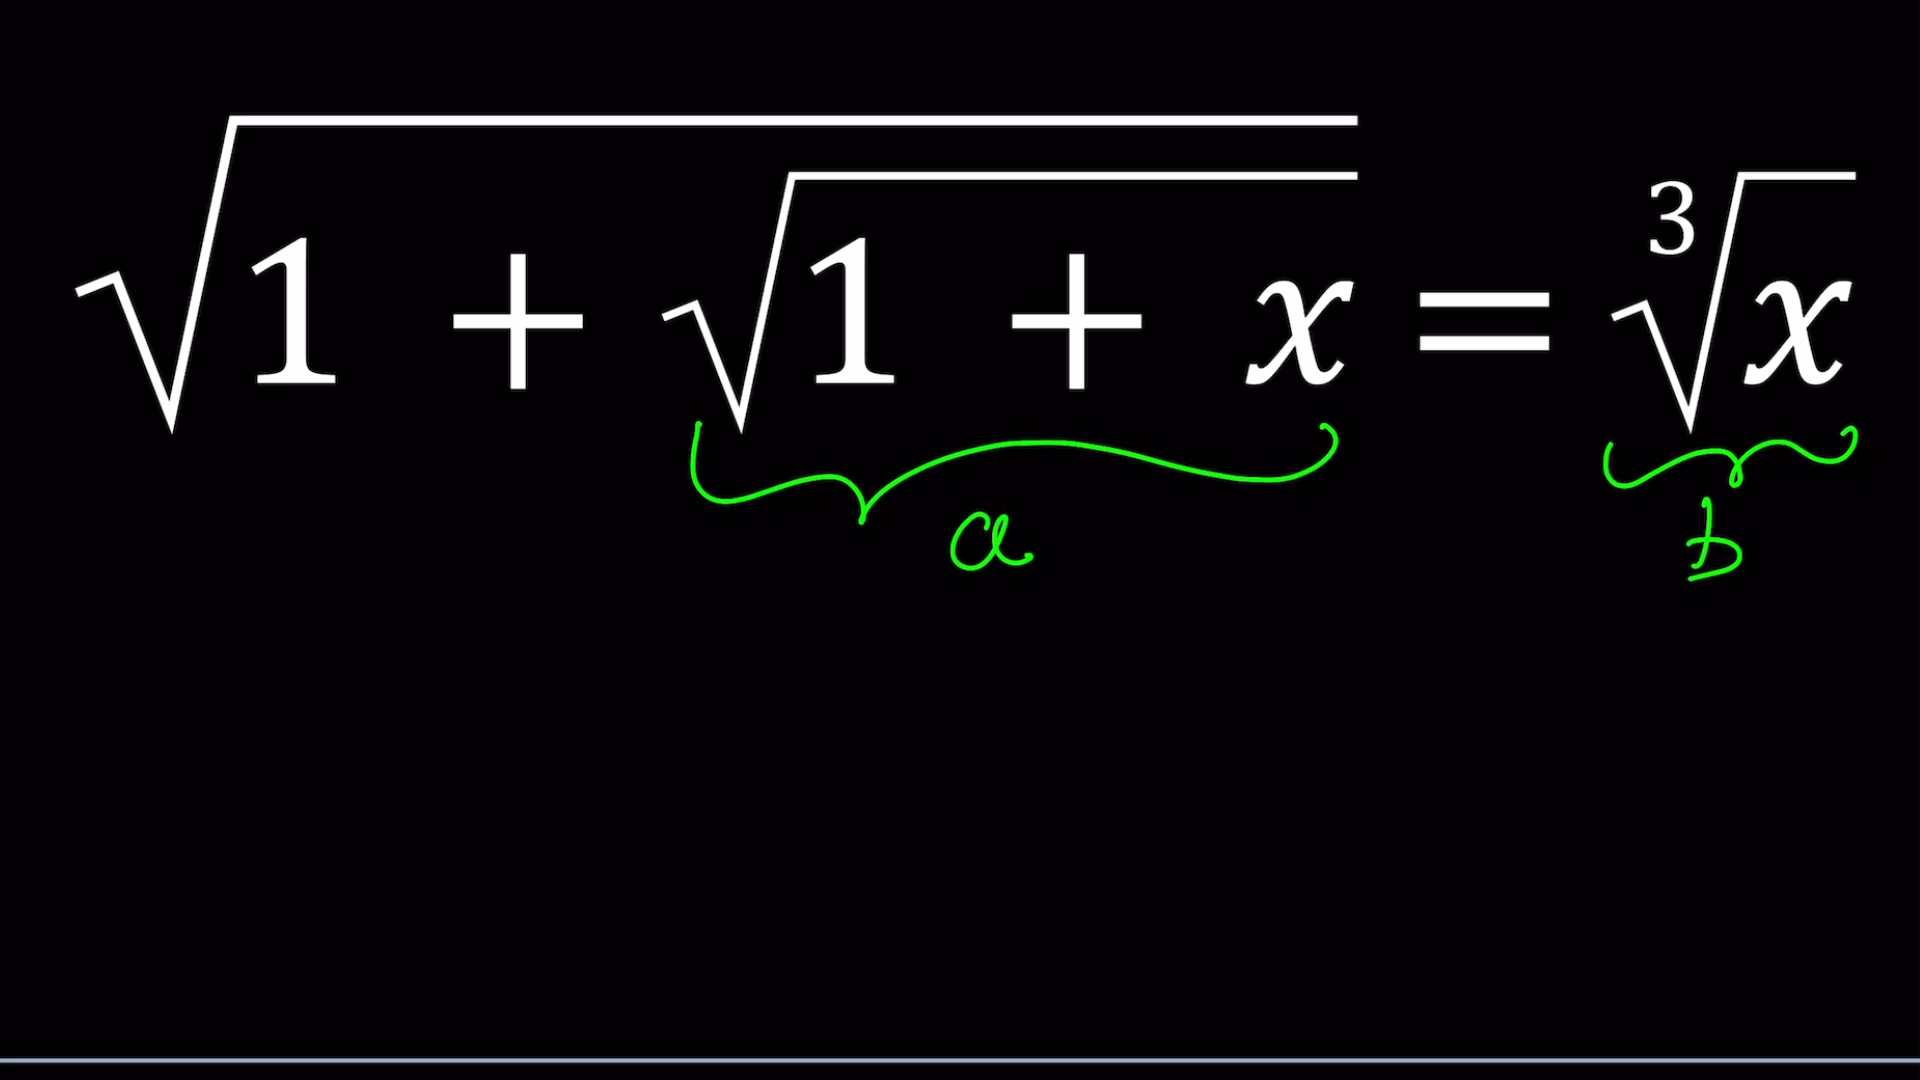 √(1 + √(1 + x)) = ∛x
a b